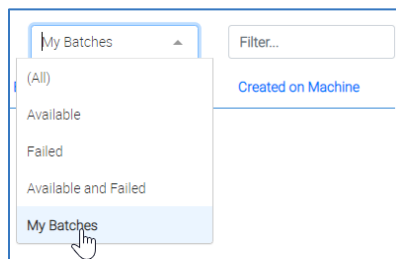 My Batches
Filter...
(All)
Created on Machine
Available
Failed
Available and Failed
My Batches